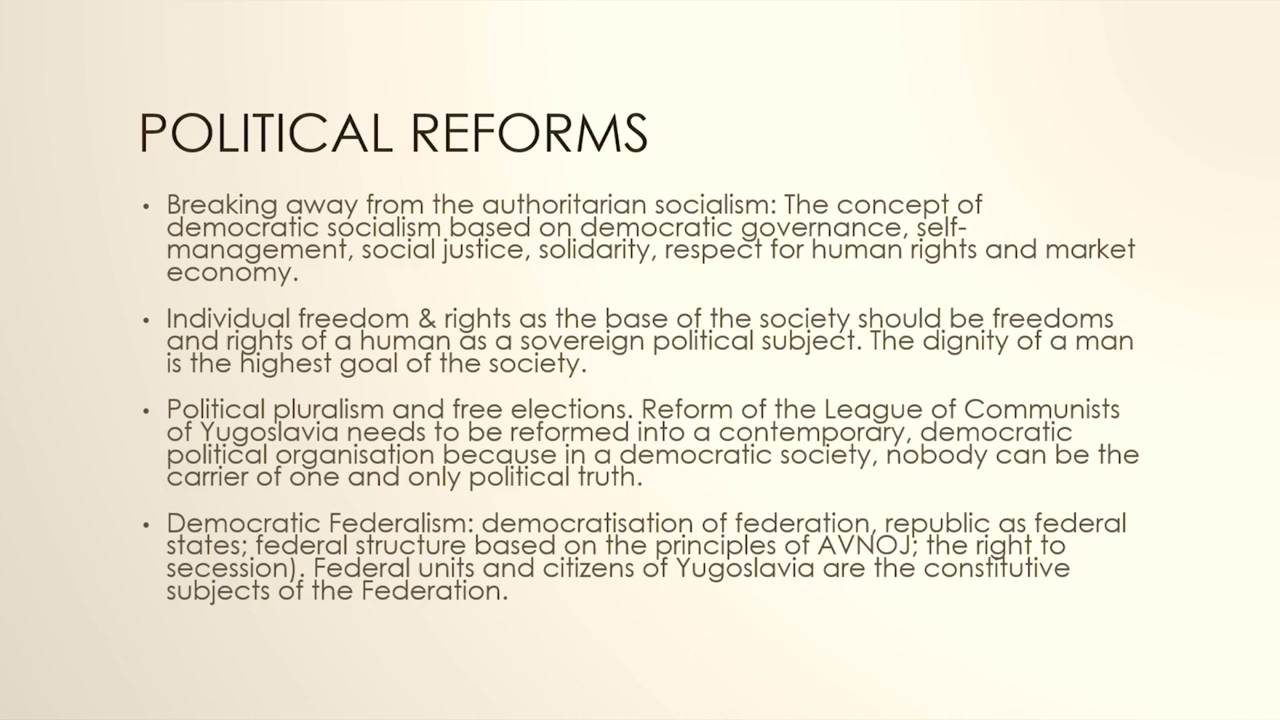 POLITICAL REFORMS
• Breaking away from the authoritarian socialism: The concept of
democratic socialism based on democratic governance, self-
management, social justice, solidarity, respect for human rights and market
economy.
• Individual freedom & rights as the base of the society should be freedoms
and rights of a human as a sovereign political subject. The dignity of a man
is the highest goal of the society.
• Political pluralism and free elections. Reform of the League of Communists
of Yugoslavia needs to be reformed into a contemporary, democratic
political organisation because in a democratic society, nobody can be the
carrier of one and only political truth.
• Democratic Federalism: democratisation of federation, republic as federal
states; federal structure based on the principles of AVNOJ; the right to
secession). Federal units and citizens of Yugoslavia are the constitutive
subjects of the Federation.